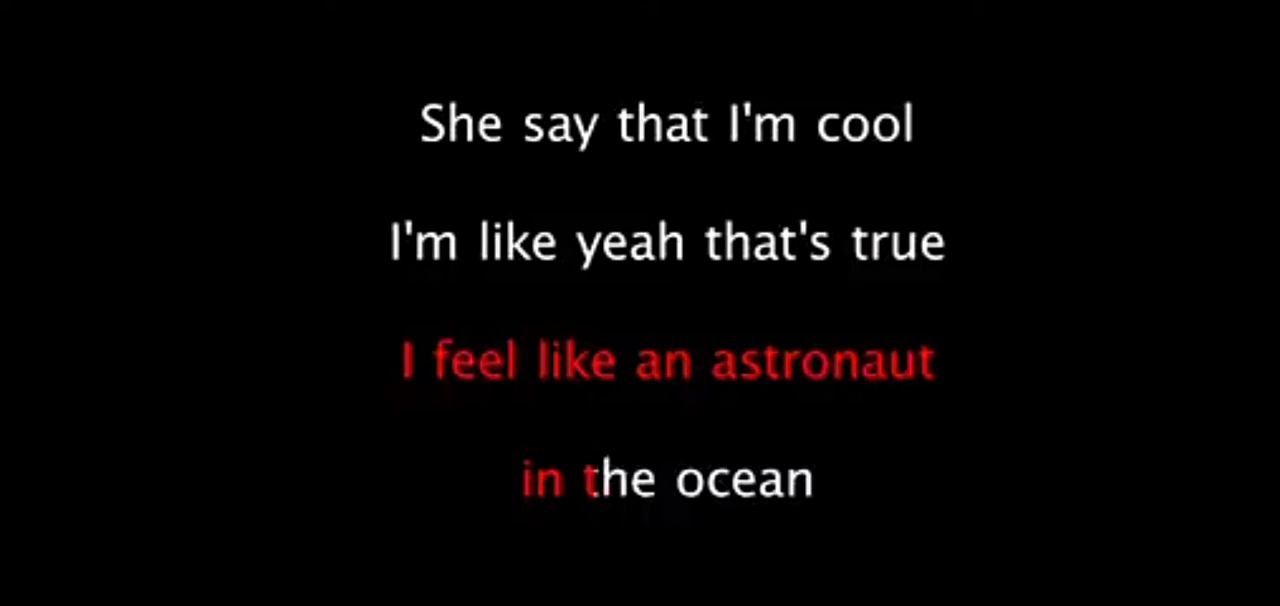 She say that I'm cool
I'm like yeah that's true
I feel like an astronaut
in the ocean